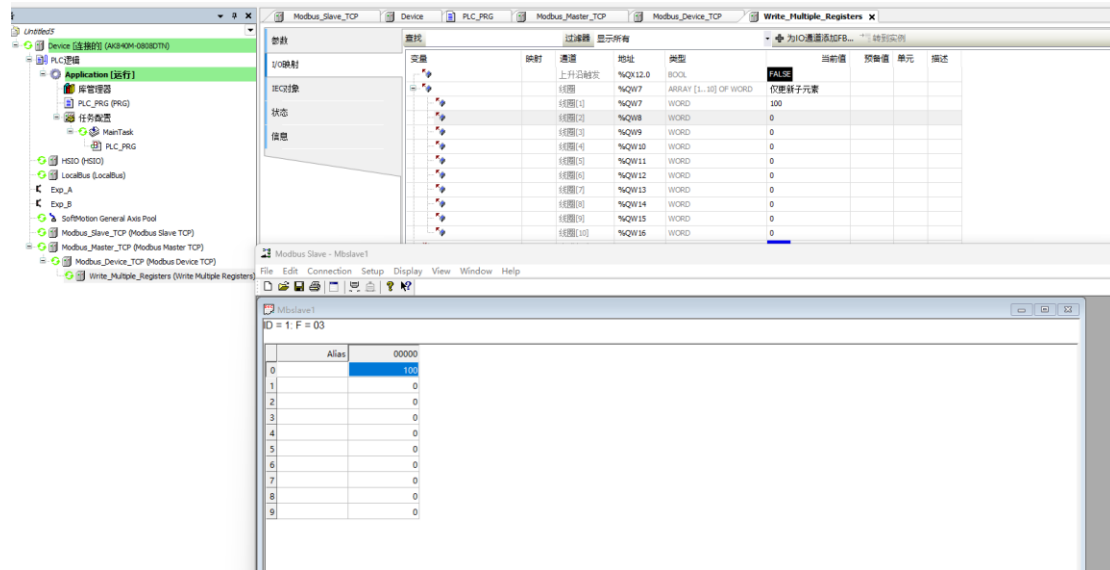 Modbus_Slave_TCP Device PLC_PRG Modbus_Master_TCP Modbus_Device_TCP Write_Multiple_Registers x
Untitled5
Device [连接的] (AK840M-0808DTN)
PLC逻辑
Application [运行]
库管理器
PLC_PRG (PRG)
任务配置
MainTask
PLC_PRG
HSIO (HSIO)
LocalBus (LocalBus)
Exp_A
Exp_B
SoftMotion General Axis Pool
Modbus_Slave_TCP (Modbus Slave TCP)
Modbus_Master_TCP (Modbus Master TCP)
Modbus_Device_TCP (Modbus Device TCP)
Write_Multiple_Registers (Write Multiple Registers)
参数
I/O映射
IEC对象
状态
信息
查找 过滤器 显示所有 为IO通道添加FB... 转到实例
变量 映射 通道 地址 类型 当前值 预备值 单元 描述
上升沿触发 %QX12.0 BOOL FALSE
线圈 %QW7 ARRAY [1..10] OF WORD 仅更新子元素
线圈[1] %QW7 WORD 100
线圈[2] %QW8 WORD 0
线圈[3] %QW9 WORD 0
线圈[4] %QW10 WORD 0
线圈[5] %QW11 WORD 0
线圈[6] %QW12 WORD 0
线圈[7] %QW13 WORD 0
线圈[8] %QW14 WORD 0
线圈[9] %QW15 WORD 0
线圈[10] %QW16 WORD 0
Modbus Slave - Mbslave1
File Edit Connection Setup Display View Window Help
Mbslave1
ID = 1: F = 03
Alias 00000
0 100
1 0
2 0
3 0
4 0
5 0
6 0
7 0
8 0
9 0